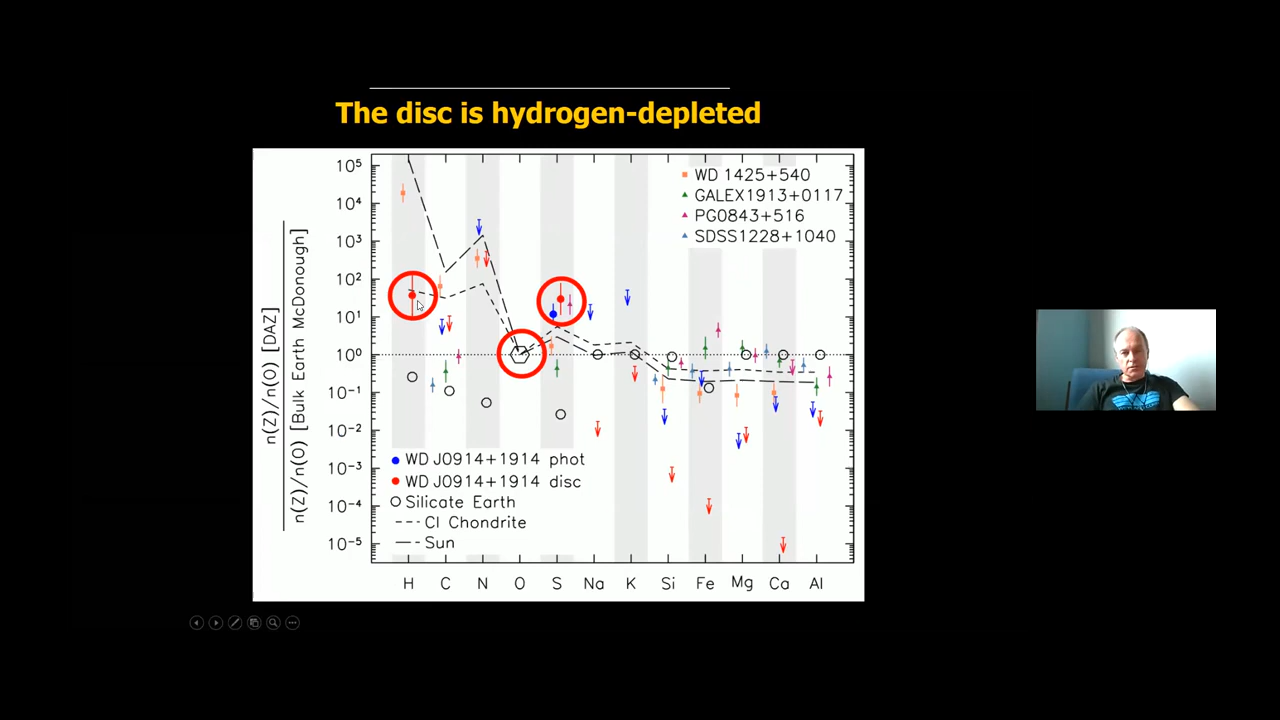 The disc is hydrogen-depleted
n(Z)/n(O) [DAZ]
n(Z)/n(O) [Bulk Earth McDonough]
10⁵
10⁴
10³
10²
10¹
10⁰
10⁻¹
10⁻²
10⁻³
10⁻⁴
10⁻⁵
WD 1425+540
GALEX1913+0117
PG0843+516
SDSS1228+1040
WD J0914+1914 phot
WD J0914+1914 disc
Silicate Earth
CI Chondrite
Sun
H C N O S Na K Si Fe Mg Ca Al